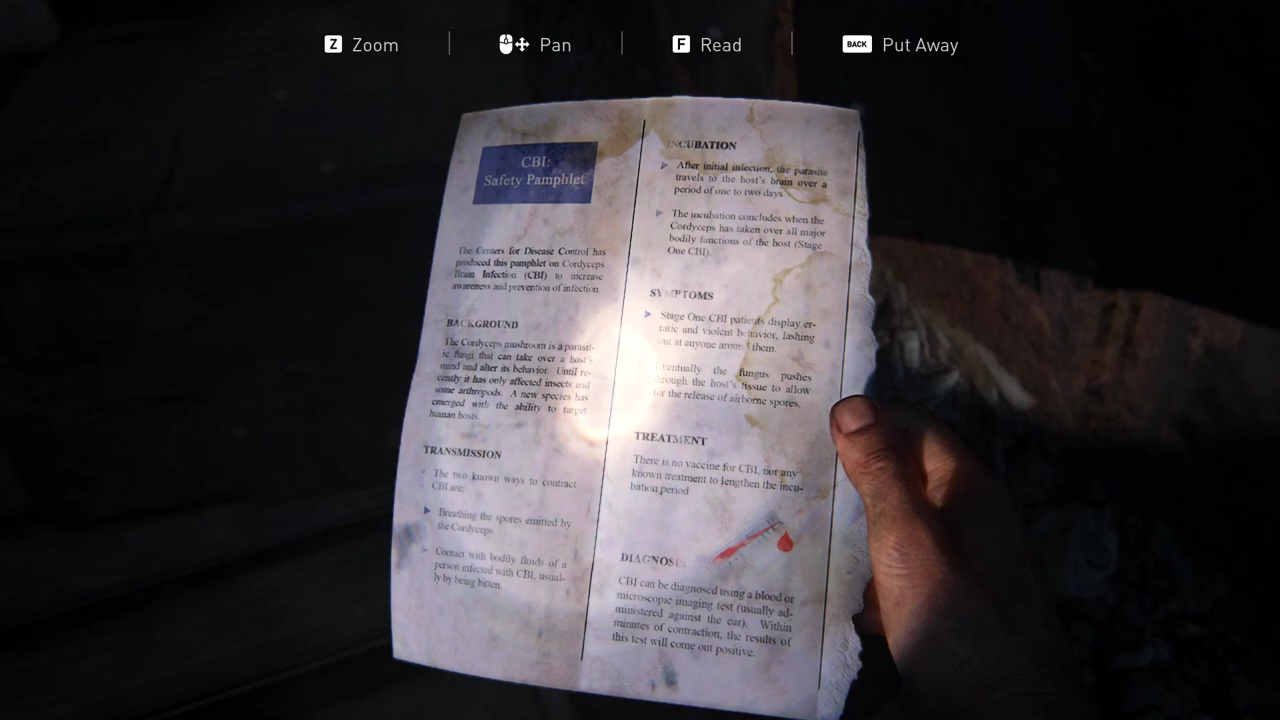 Zoom
Pan
F Read
BACK Put Away
Z
CBI:
Safety Pamphlet
The Centers for Disease Control has
produced this pamphlet on Cordyceps
Brain Infection (CBI) to increase
awareness and prevention of infection.
BACKGROUND
The Cordyceps mushroom is a parasit-
ic fungi that can take over a host's
mind and alter its behavior. Until re-
cently it has only affected insects and
some arthropods. A new species has
emerged with the ability to target
human hosts.
TRANSMISSION
The two known ways to contract
CBI are:
Breathing the spores emitted by
the Cordyceps.
Contact with bodily fluids of a
person infected with CBI, usual-
ly by being bitten.
INCUBATION
After initial infection, the parasite
travels to the host's brain over a
period of one to two days.
The incubation concludes when the
Cordyceps has taken over all major
bodily functions of the host (Stage
One CBI).
SYMPTOMS
Stage One CBI patients display er-
ratic and violent behavior, lashing
out at anyone around them.
Eventually the fungus pushes
through the host's tissue to allow
for the release of airborne spores.
TREATMENT
There is no vaccine for CBI, nor any
known treatment to lengthen the incu-
bation period
DIAGNOSIS
CBI can be diagnosed using a blood or
microscopic imaging test (usually ad-
ministered against the ear). Within
minutes of contraction, the results of
this test will come out positive.